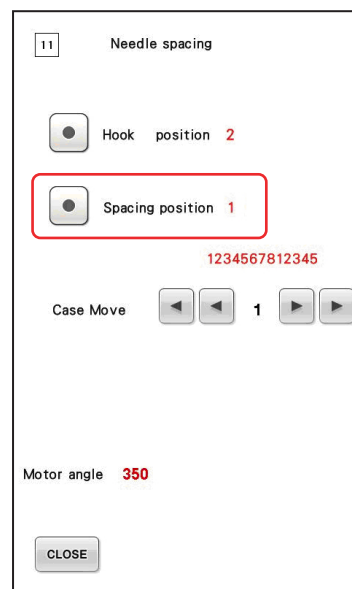 11 Needle spacing
Hook position 2
Spacing position 1
1234567812345
Case Move 1
Motor angle 350
CLOSE